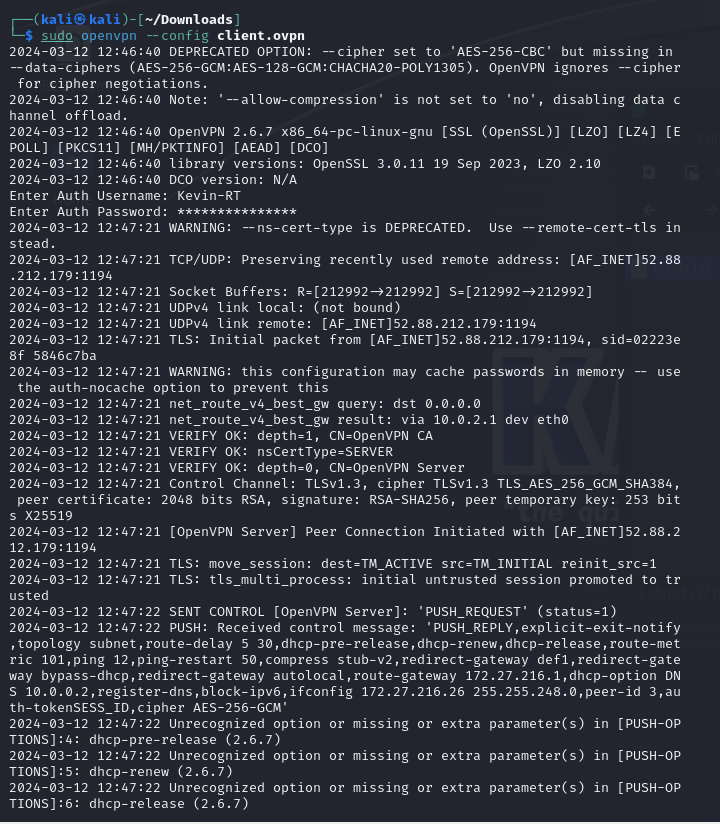 ┌──(kali㉿kali)-[~/Downloads]
└─$ sudo openvpn --config client.ovpn
2024-03-12 12:46:40 DEPRECATED OPTION: --cipher set to 'AES-256-CBC' but missing in
--data-ciphers (AES-256-GCM:AES-128-GCM:CHACHA20-POLY1305). OpenVPN ignores --cipher
 for cipher negotiations.
2024-03-12 12:46:40 Note: '--allow-compression' is not set to 'no', disabling data c
hannel offload.
2024-03-12 12:46:40 OpenVPN 2.6.7 x86_64-pc-linux-gnu [SSL (OpenSSL)] [LZO] [LZ4] [E
POLL] [PKCS11] [MH/PKTINFO] [AEAD] [DCO]
2024-03-12 12:46:40 library versions: OpenSSL 3.0.11 19 Sep 2023, LZO 2.10
2024-03-12 12:46:40 DCO version: N/A
Enter Auth Username: Kevin-RT
Enter Auth Password: ***************
2024-03-12 12:47:21 WARNING: --ns-cert-type is DEPRECATED.  Use --remote-cert-tls in
stead.
2024-03-12 12:47:21 TCP/UDP: Preserving recently used remote address: [AF_INET]52.88
.212.179:1194
2024-03-12 12:47:21 Socket Buffers: R=[212992->212992] S=[212992->212992]
2024-03-12 12:47:21 UDPv4 link local: (not bound)
2024-03-12 12:47:21 UDPv4 link remote: [AF_INET]52.88.212.179:1194
2024-03-12 12:47:21 TLS: Initial packet from [AF_INET]52.88.212.179:1194, sid=02223e
8f 5846c7ba
2024-03-12 12:47:21 WARNING: this configuration may cache passwords in memory -- use
 the auth-nocache option to prevent this
2024-03-12 12:47:21 net_route_v4_best_gw query: dst 0.0.0.0
2024-03-12 12:47:21 net_route_v4_best_gw result: via 10.0.2.1 dev eth0
2024-03-12 12:47:21 VERIFY OK: depth=1, CN=OpenVPN CA
2024-03-12 12:47:21 VERIFY OK: nsCertType=SERVER
2024-03-12 12:47:21 VERIFY OK: depth=0, CN=OpenVPN Server
2024-03-12 12:47:21 Control Channel: TLSv1.3, cipher TLSv1.3 TLS_AES_256_GCM_SHA384,
 peer certificate: 2048 bits RSA, signature: RSA-SHA256, peer temporary key: 253 bit
s X25519
2024-03-12 12:47:21 [OpenVPN Server] Peer Connection Initiated with [AF_INET]52.88.2
12.179:1194
2024-03-12 12:47:21 TLS: move_session: dest=TM_ACTIVE src=TM_INITIAL reinit_src=1
2024-03-12 12:47:21 TLS: tls_multi_process: initial untrusted session promoted to tr
usted
2024-03-12 12:47:22 SENT CONTROL [OpenVPN Server]: 'PUSH_REQUEST' (status=1)
2024-03-12 12:47:22 PUSH: Received control message: 'PUSH_REPLY,explicit-exit-notify
,topology subnet,route-delay 5 30,dhcp-pre-release,dhcp-renew,dhcp-release,route-met
ric 101,ping 12,ping-restart 50,compress stub-v2,redirect-gateway def1,redirect-gate
way bypass-dhcp,redirect-gateway autolocal,route-gateway 172.27.216.1,dhcp-option DN
S 10.0.0.2,register-dns,block-ipv6,ifconfig 172.27.216.26 255.255.248.0,peer-id 3,au
th-tokenSESS_ID,cipher AES-256-GCM'
2024-03-12 12:47:22 Unrecognized option or missing or extra parameter(s) in [PUSH-OP
TIONS]:4: dhcp-pre-release (2.6.7)
2024-03-12 12:47:22 Unrecognized option or missing or extra parameter(s) in [PUSH-OP
TIONS]:5: dhcp-renew (2.6.7)
2024-03-12 12:47:22 Unrecognized option or missing or extra parameter(s) in [PUSH-OP
TIONS]:6: dhcp-release (2.6.7)